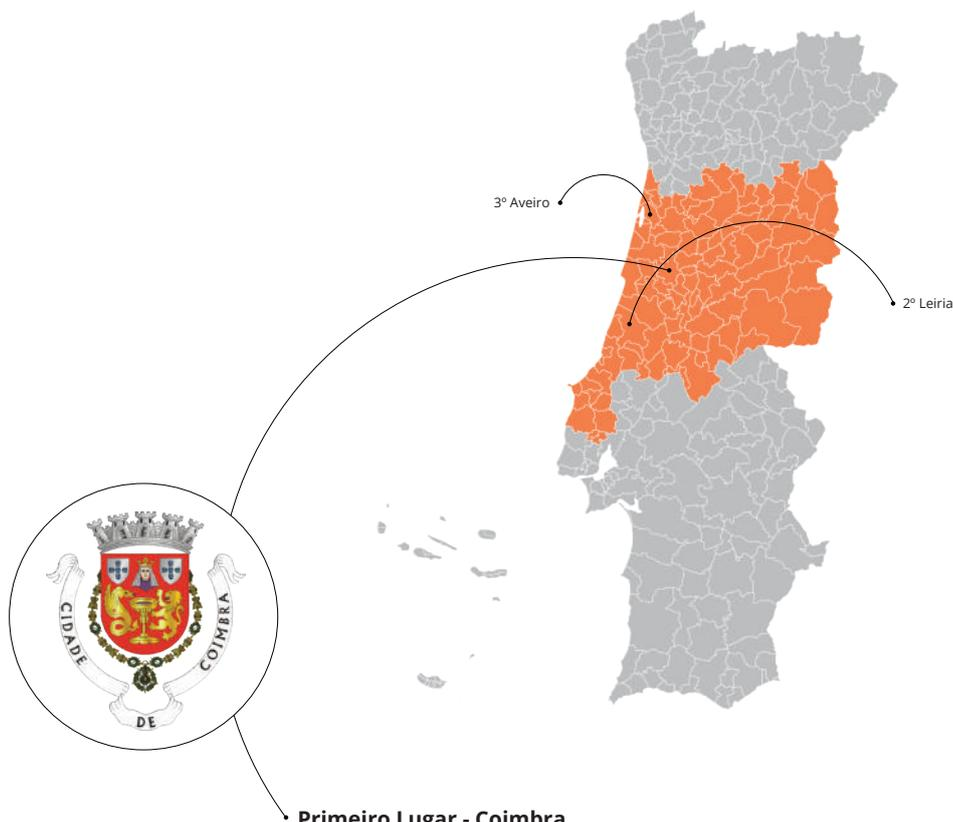 3º Aveiro
2º Leiria
CIDADE
DE
COIMBRA
Primeiro Lugar - Coimbra